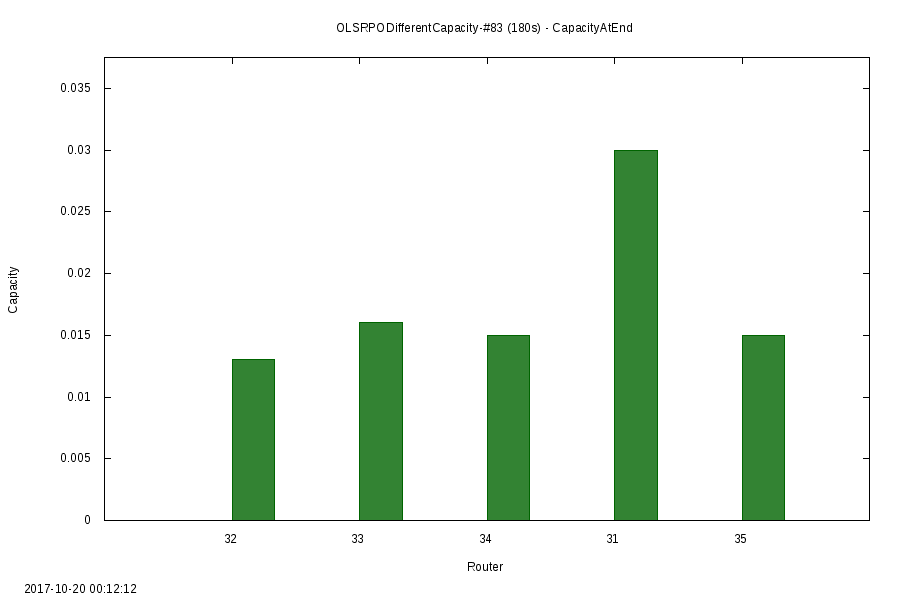 OLSRPODifferentCapacity-#83 (180s) - CapacityAtEnd
0.035
0.03
0.025
0.02
0.015
0.01
0.005
0
Capacity
32 33 34 31 35
Router
2017-10-20 00:12:12